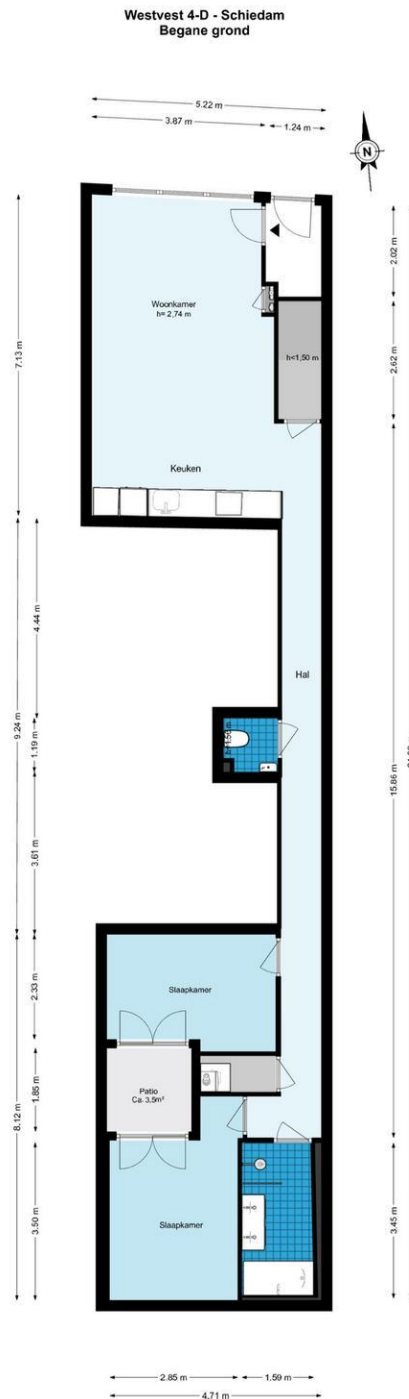 Westvest 4-D - Schiedam
Begane grond
5.22 m
3.87 m
1.24 m
N
2.02 m
7.13 m
Woonkamer
h= 2,74 m
2.62 m
h<1,50 m
Keuken
4.44 m
9.24 m
Hal
1.19 m
15.86 m
3.61 m
2.33 m
Slaapkamer
8.12 m
1.85 m
Patio
Ca. 3.5m²
3.50 m
Slaapkamer
3.45 m
2.85 m
1.59 m
4.71 m